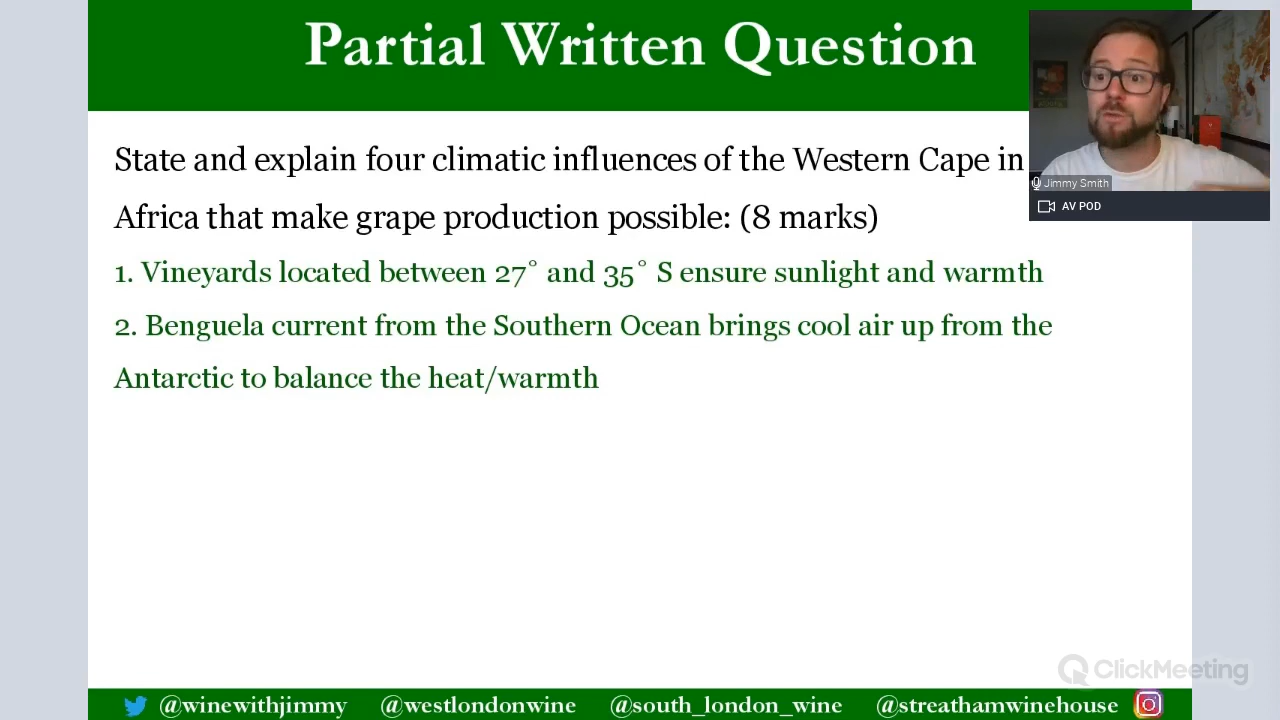 Partial Written Question
State and explain four climatic influences of the Western Cape in
Africa that make grape production possible: (8 marks)
1. Vineyards located between 27° and 35° S ensure sunlight and warmth
2. Benguela current from the Southern Ocean brings cool air up from the
Antarctic to balance the heat/warmth
Jimmy Smith
AV POD
ClickMeeting
@winewithjimmy @westlondonwine @south_london_wine @streathamwinehouse